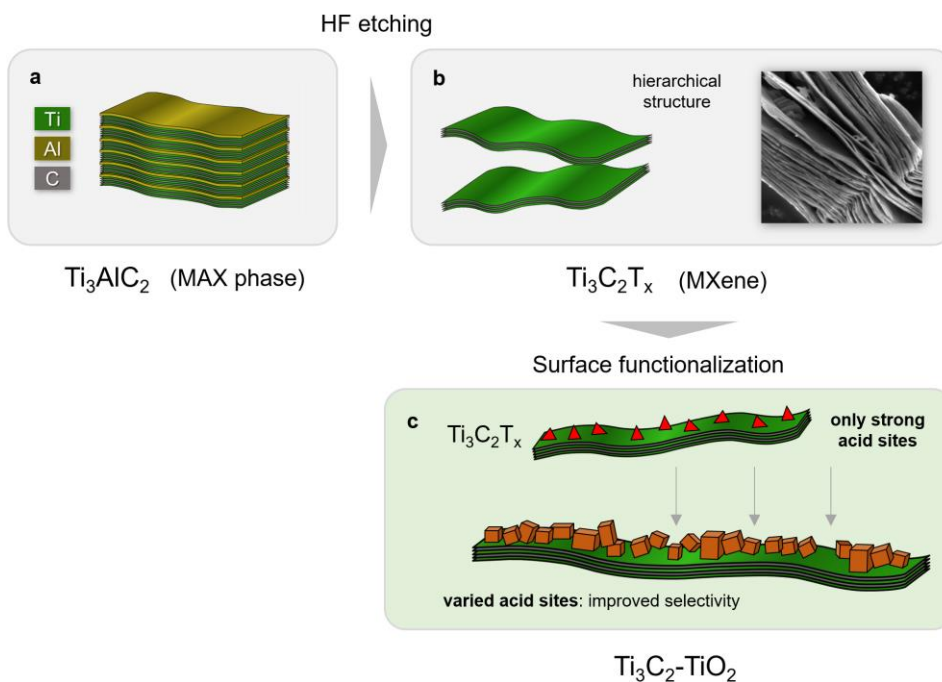 HF etching
a
Ti
Al
C
b
hierarchical
structure
Ti₃AlC₂ (MAX phase)
Ti₃C₂Tₓ (MXene)
Surface functionalization
c
Ti₃C₂Tₓ
only strong
acid sites
varied acid sites: improved selectivity
Ti₃C₂-TiO₂